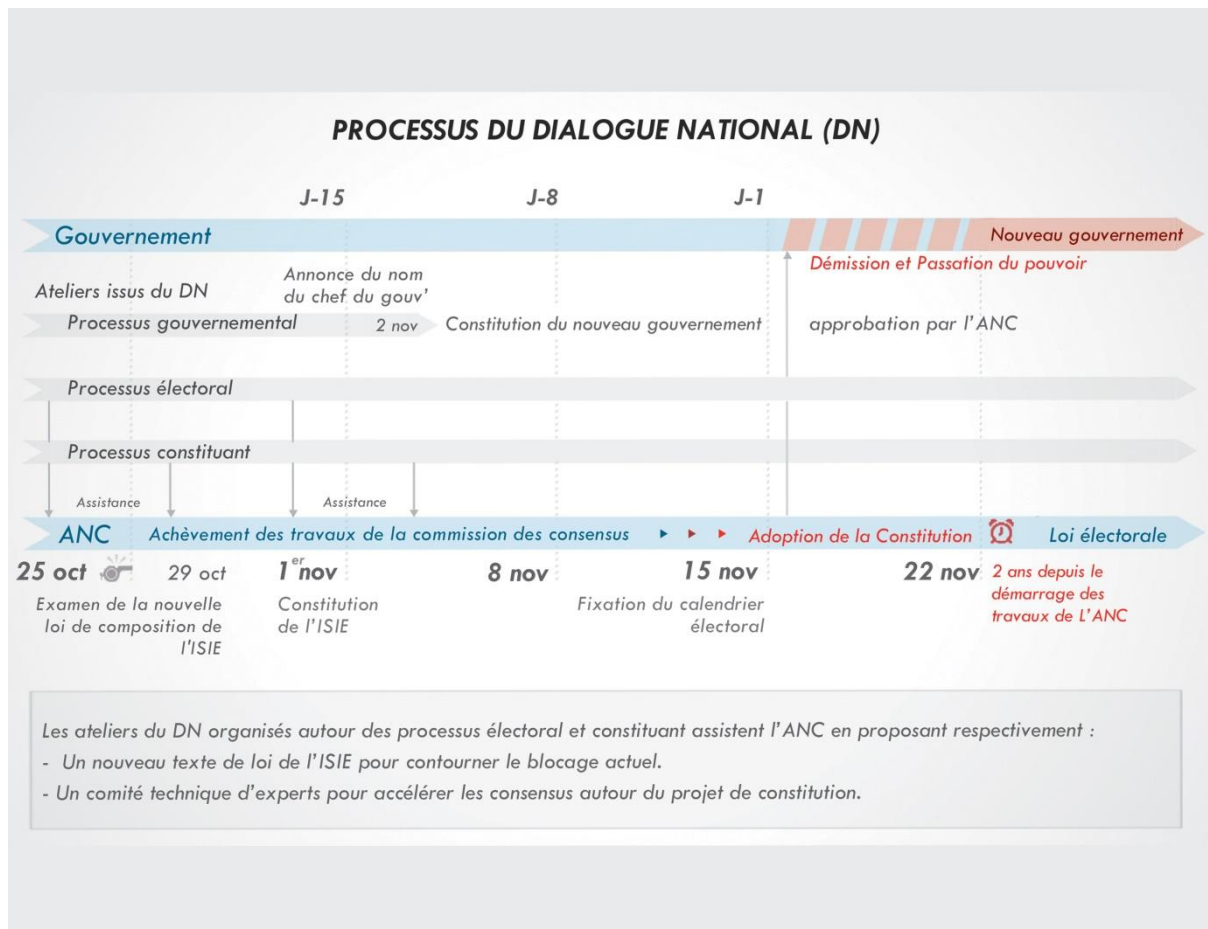 PROCESSUS DU DIALOGUE NATIONAL (DN)
J-15
J-8
J-1
Gouvernement
Nouveau gouvernement
Démission et Passation du pouvoir
Ateliers issus du DN
Annonce du nom
du chef du gouv'
Processus gouvernemental
2 nov
Constitution du nouveau gouvernement
approbation par l'ANC
Processus électoral
Processus constituant
Assistance
Assistance
ANC
Achèvement des travaux de la commission des consensus
Adoption de la Constitution
Loi électorale
25 oct
29 oct
1er nov
8 nov
15 nov
22 nov
2 ans depuis le
démarrage des
travaux de L'ANC
Examen de la nouvelle
loi de composition de
l'ISIE
Constitution
de l'ISIE
Fixation du calendrier
électoral
Les ateliers du DN organisés autour des processus électoral et constituant assistent l'ANC en proposant respectivement :
- Un nouveau texte de loi de l'ISIE pour contourner le blocage actuel.
- Un comité technique d'experts pour accélérer les consensus autour du projet de constitution.